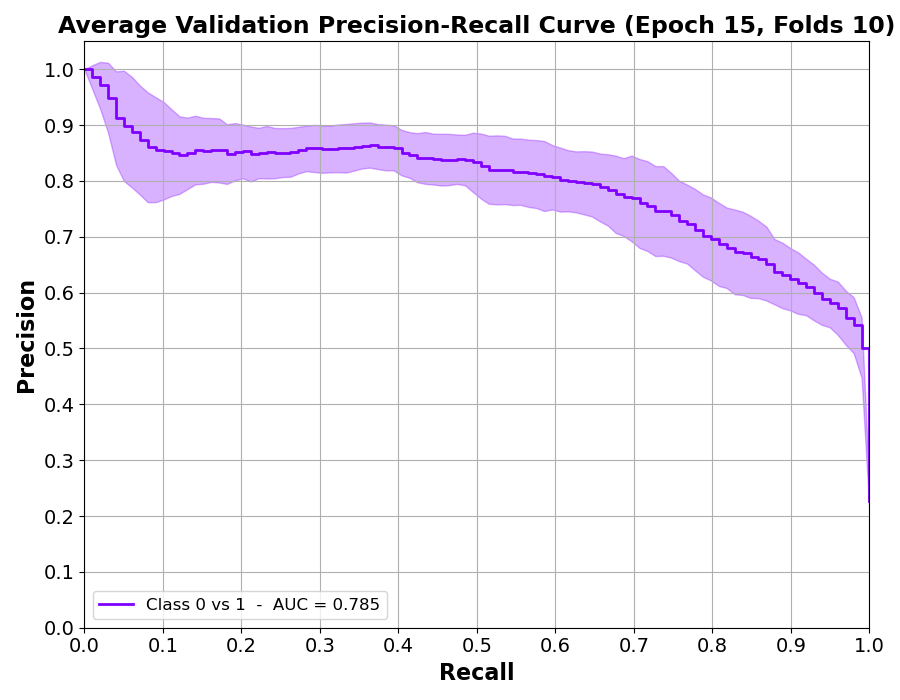 Average Validation Precision-Recall Curve (Epoch 15, Folds 10)
Precision
1.0
0.9
0.8
0.7
0.6
0.5
0.4
0.3
0.2
0.1
0.0
Class 0 vs 1 - AUC = 0.785
0.0 0.1 0.2 0.3 0.4 0.5 0.6 0.7 0.8 0.9 1.0
Recall